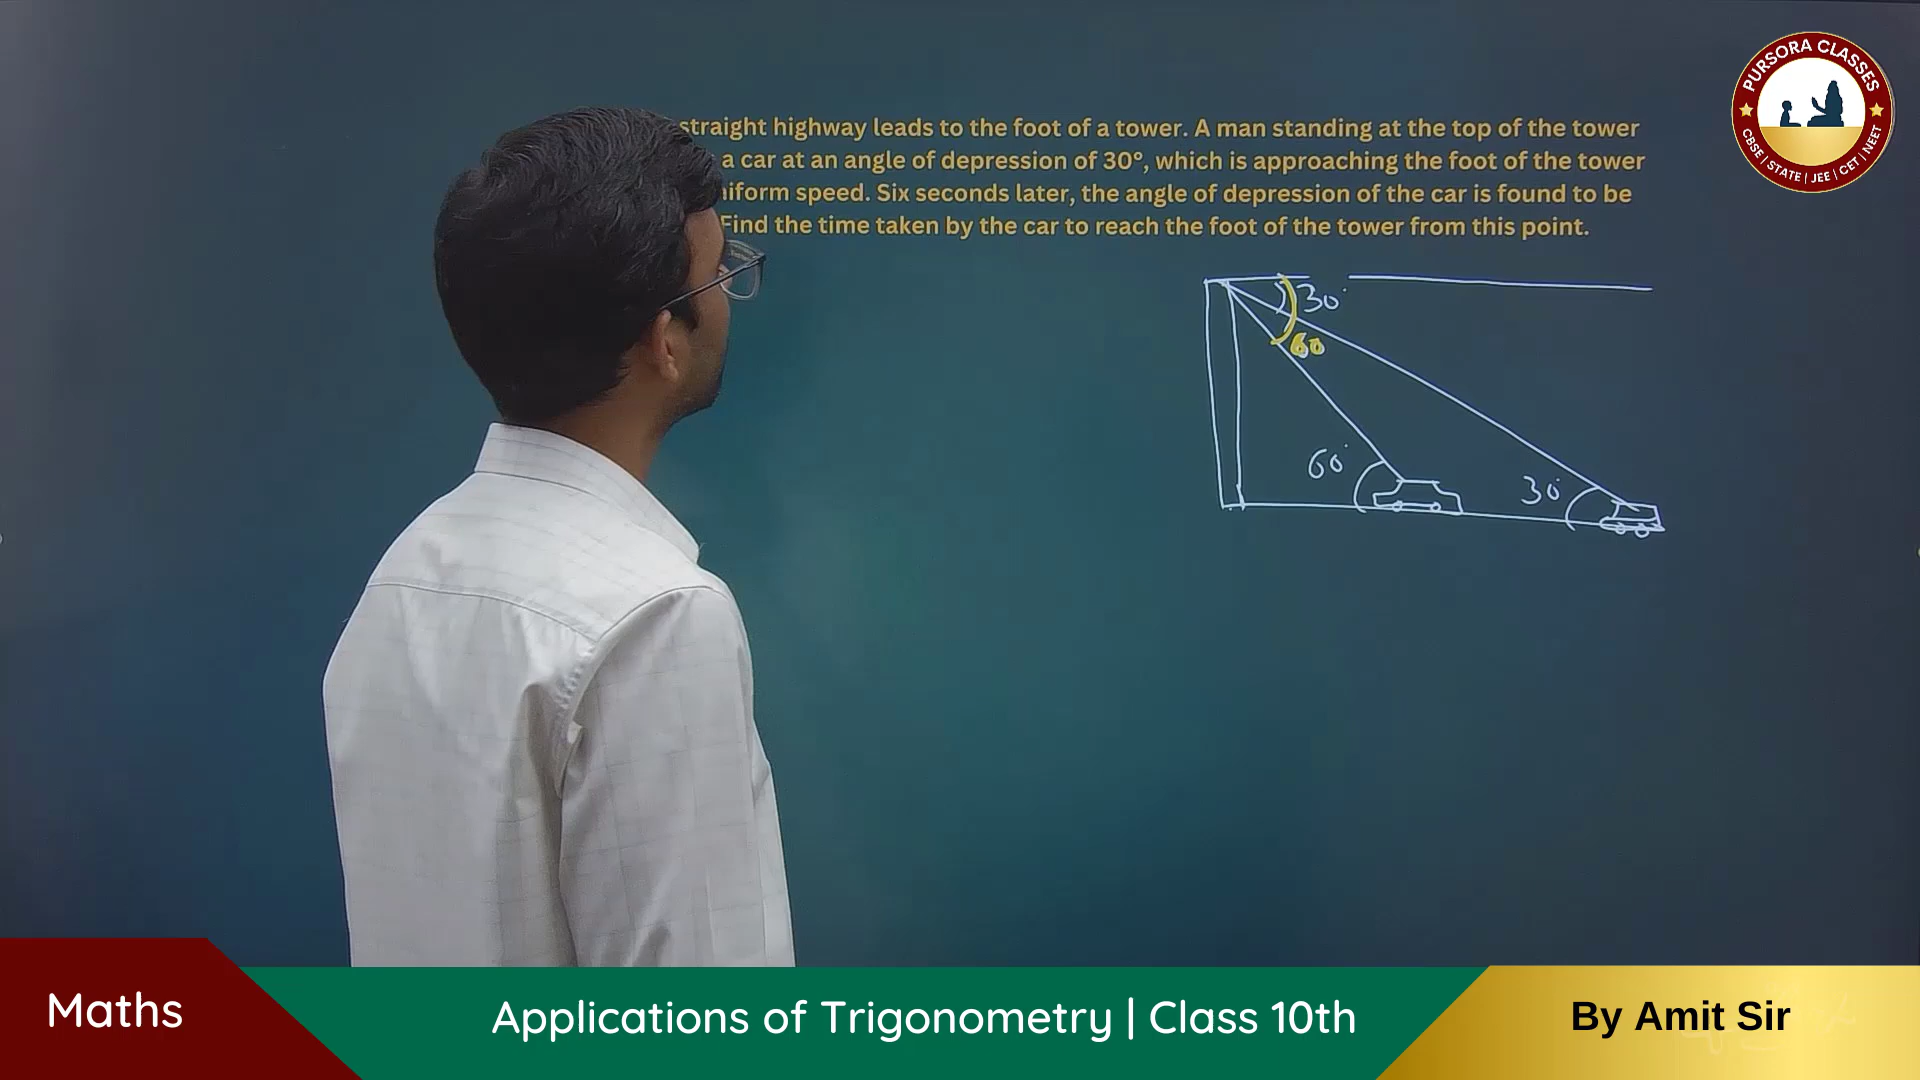 PURSORA CLASSES
CBSE | STATE | JEE | CET | NEET
straight highway leads to the foot of a tower. A man standing at the top of the tower
a car at an angle of depression of 30°, which is approaching the foot of the tower
speed. Six seconds later, the angle of depression of the car is found to be
Find the time taken by the car to reach the foot of the tower from this point.
30°
60
60°
30°
Maths
Applications of Trigonometry | Class 10th
By Amit Sir